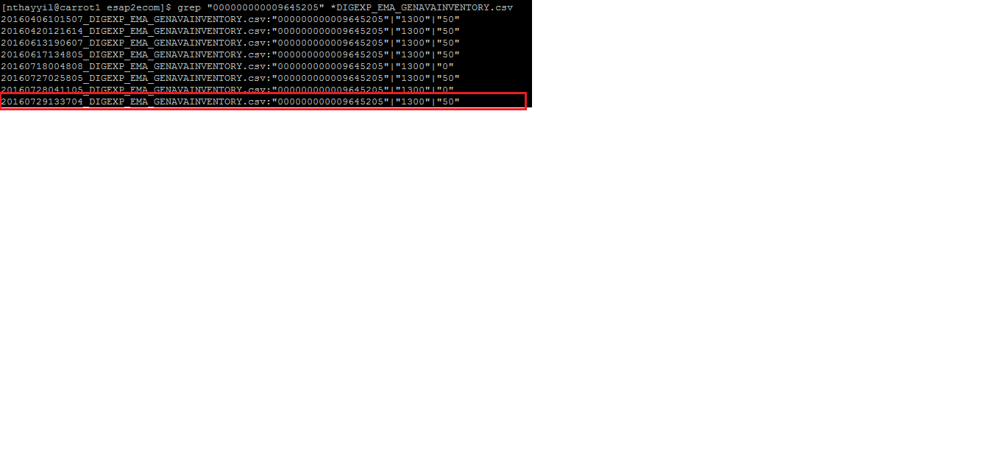 [nthayyil@carrot1 esap2ecom]$ grep "000000000009645205" *DIGEXP_EMA_GENAVAINVENTORY.csv
20160406101507_DIGEXP_EMA_GENAVAINVENTORY.csv:"000000000009645205"|"1300"|"50"
20160420121614_DIGEXP_EMA_GENAVAINVENTORY.csv:"000000000009645205"|"1300"|"50"
20160613190607_DIGEXP_EMA_GENAVAINVENTORY.csv:"000000000009645205"|"1300"|"50"
20160617134805_DIGEXP_EMA_GENAVAINVENTORY.csv:"000000000009645205"|"1300"|"50"
20160718004808_DIGEXP_EMA_GENAVAINVENTORY.csv:"000000000009645205"|"1300"|"0"
20160727025805_DIGEXP_EMA_GENAVAINVENTORY.csv:"000000000009645205"|"1300"|"50"
20160728041105_DIGEXP_EMA_GENAVAINVENTORY.csv:"000000000009645205"|"1300"|"0"
20160729133704_DIGEXP_EMA_GENAVAINVENTORY.csv:"000000000009645205"|"1300"|"50"